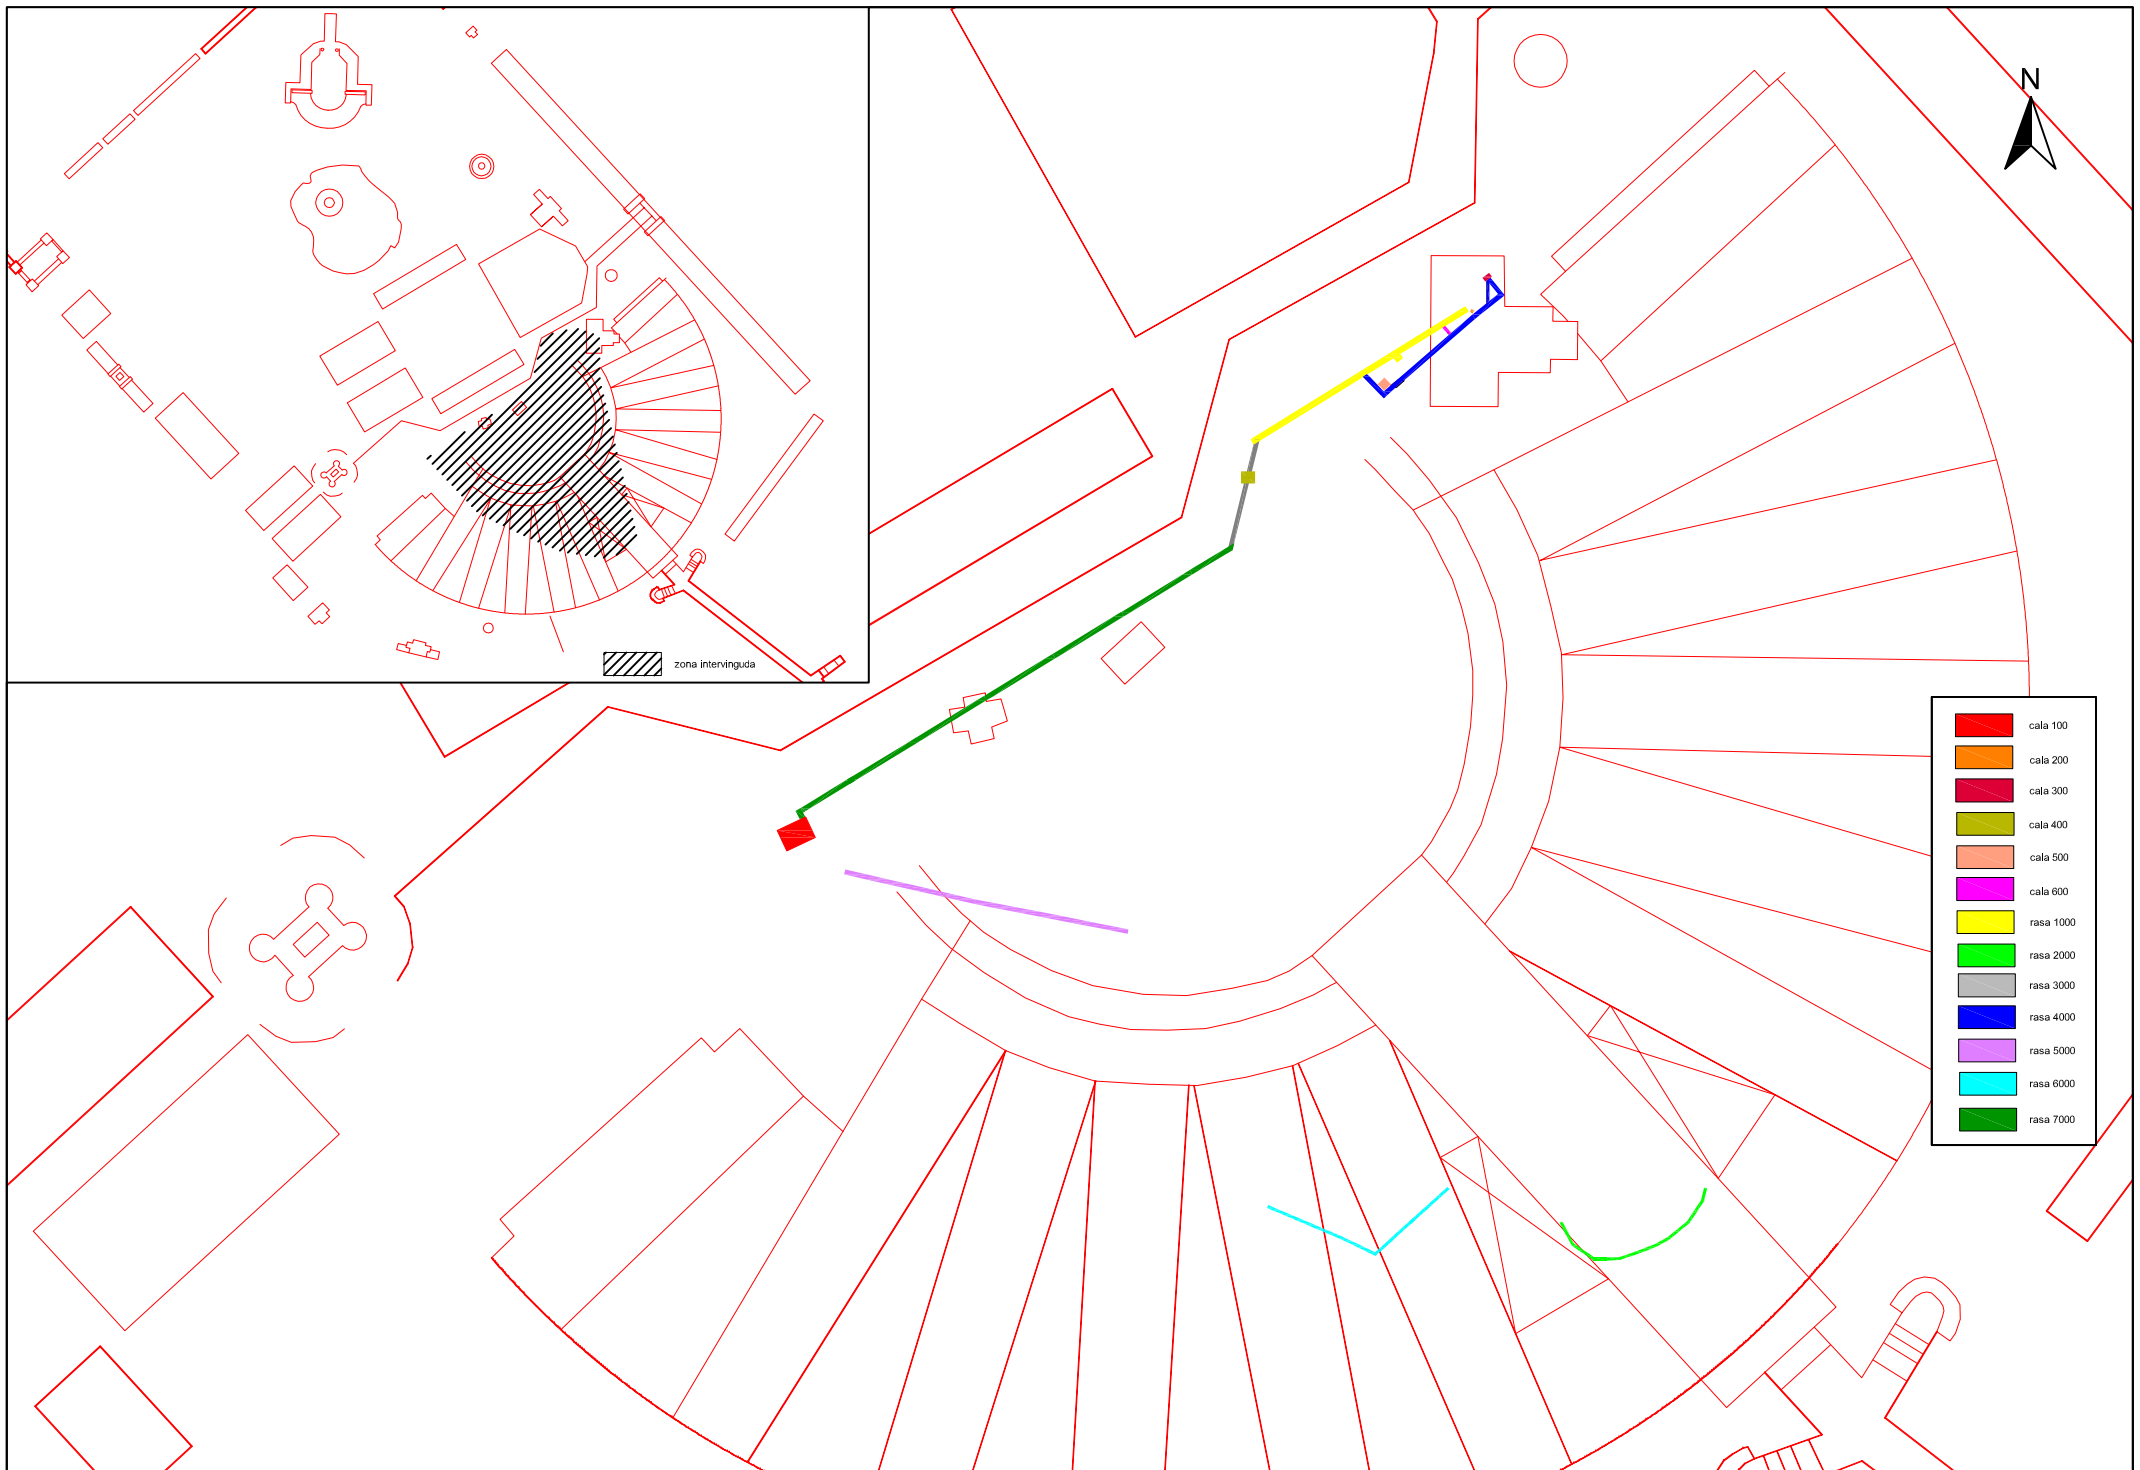 N
zona intervinguda
cala 100
cala 200
cala 300
cala 400
cala 500
cala 600
rasa 1000
rasa 2000
rasa 3000
rasa 4000
rasa 5000
rasa 6000
rasa 7000